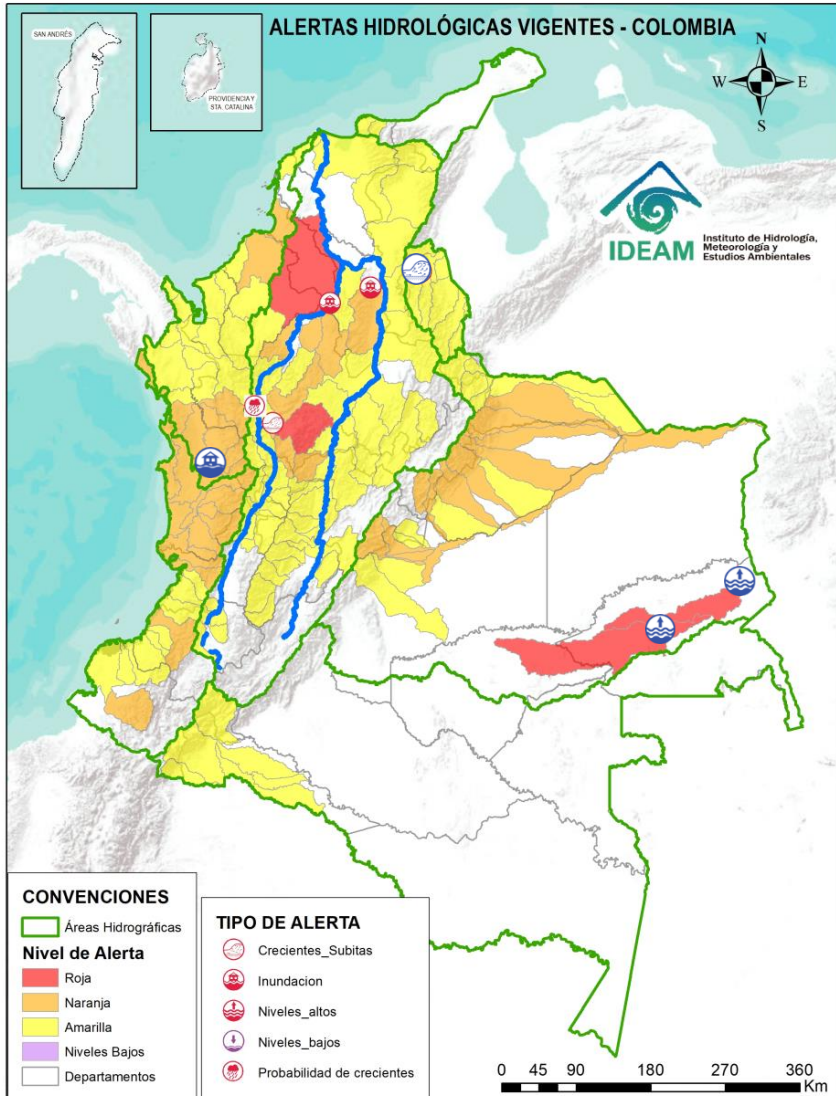 ALERTAS HIDROLÓGICAS VIGENTES - COLOMBIA
SAN ANDRÉS
PROVIDENCIA Y
STA. CATALINA
N
W
E
S
IDEAM
Instituto de Hidrología,
Meteorología y
Estudios Ambientales
CONVENCIONES
Áreas Hidrográficas
Nivel de Alerta
Roja
Naranja
Amarilla
Niveles Bajos
Departamentos
TIPO DE ALERTA
Crecientes_Subitas
Inundacion
Niveles_altos
Niveles_bajos
Probabilidad de crecientes
0 45 90 180 270 360
Km